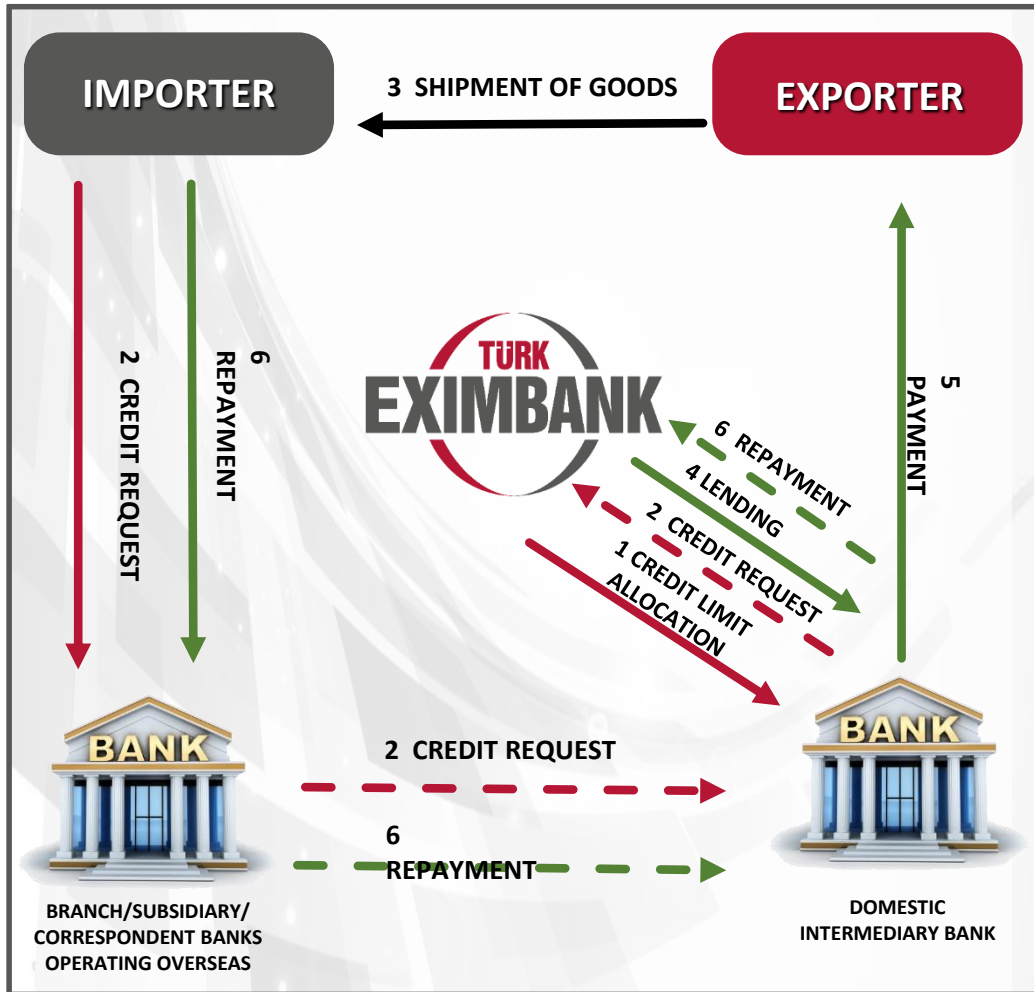 IMPORTER
3 SHIPMENT OF GOODS
EXPORTER
2 CREDIT REQUEST
6
REPAYMENT
TÜRK
EXIMBANK
5
PAYMENT
6 REPAYMENT
4 LENDING
2 CREDIT REQUEST
1 CREDIT LIMIT
ALLOCATION
BANK
2 CREDIT REQUEST
6
REPAYMENT
BANK
BRANCH/SUBSIDIARY/
CORRESPONDENT BANKS
OPERATING OVERSEAS
DOMESTIC
INTERMEDIARY BANK